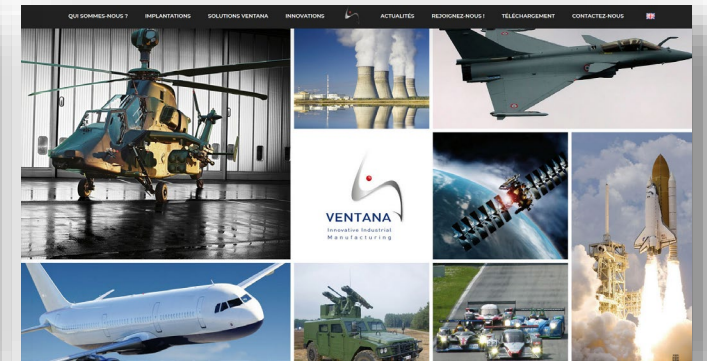 QUI SOMMES-NOUS ?
IMPLANTATIONS
SOLUTIONS VENTANA
INNOVATIONS
ACTUALITÉS
REJOIGNEZ-NOUS !
TÉLÉCHARGEMENT
CONTACTEZ-NOUS
VENTANA
Innovative Industrial
Manufacturing